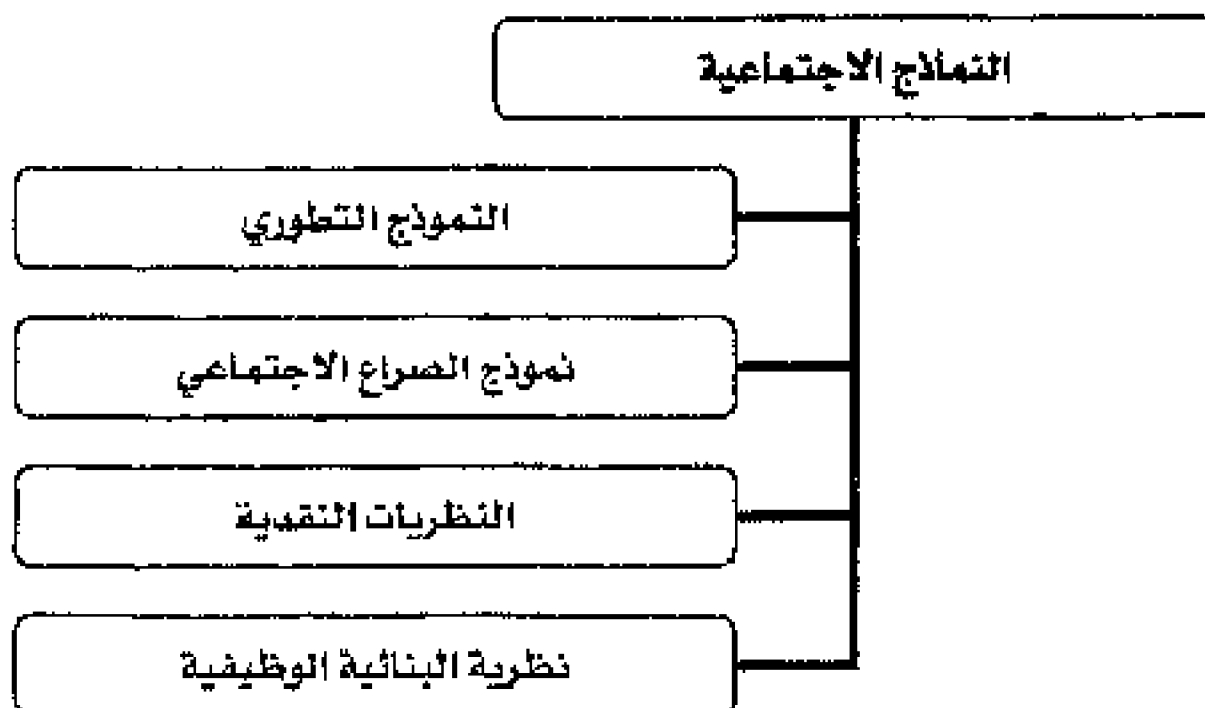 النماذج الاجتماعية
النموذج التطوري
نموذج الصراع الاجتماعي
النظريات النقدية
نظرية البنائية الوظيفية